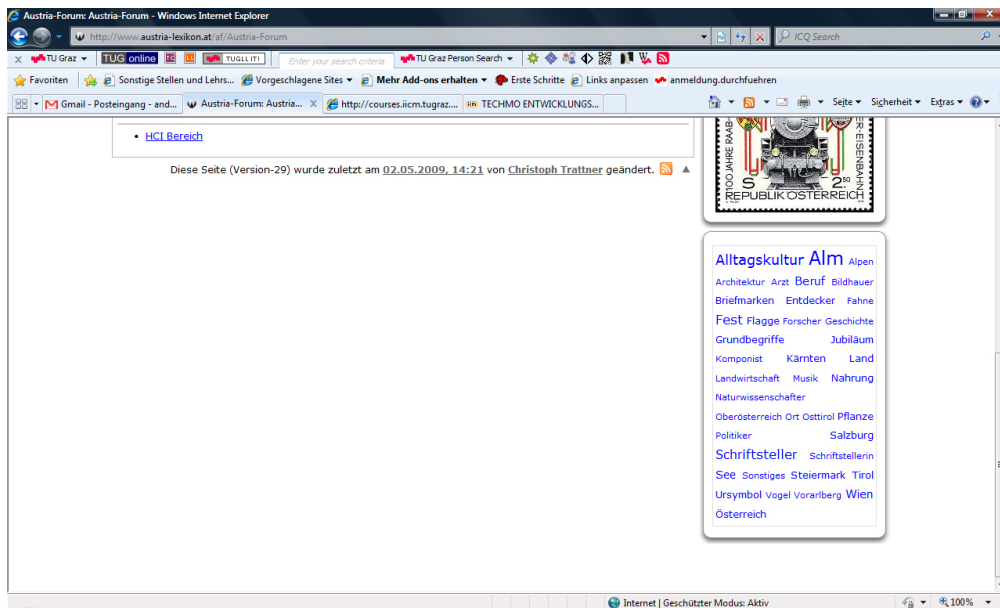 Austria-Forum: Austria-Forum - Windows Internet Explorer
http://www.austria-lexikon.at/af/Austria-Forum
ICQ Search
x TU Graz TUG online TUGLL IT! Enter your search criteria TU Graz Person Search
Favoriten Sonstige Stellen und Lehrs... Vorgeschlagene Sites Mehr Add-ons erhalten Erste Schritte Links anpassen anmeldung.durchfuehren
Gmail - Posteingang - and... Austria-Forum: Austria... X http://courses.iicm.tugraz.... TECHMO ENTWICKLUNGS... Seite Sicherheit Extras
HCI Bereich
Diese Seite (Version-29) wurde zuletzt am 02.05.2009, 14:21 von Christoph Trattner geändert.
100 JAHRE RAAB-
ER-EISENBAHN
S 2.50
REPUBLIK ÖSTERREICH
Alltagskultur Alm Alpen
Architektur Arzt Beruf Bildhauer
Briefmarken Entdecker Fahne
Fest Flagge Forscher Geschichte
Grundbegriffe Jubiläum
Komponist Kärnten Land
Landwirtschaft Musik Nahrung
Naturwissenschafter
Oberösterreich Ort Osttirol Pflanze
Politiker Salzburg
Schriftsteller Schriftstellerin
See Sonstiges Steiermark Tirol
Ursymbol Vogel Vorarlberg Wien
Österreich
Internet | Geschützter Modus: Aktiv
100%